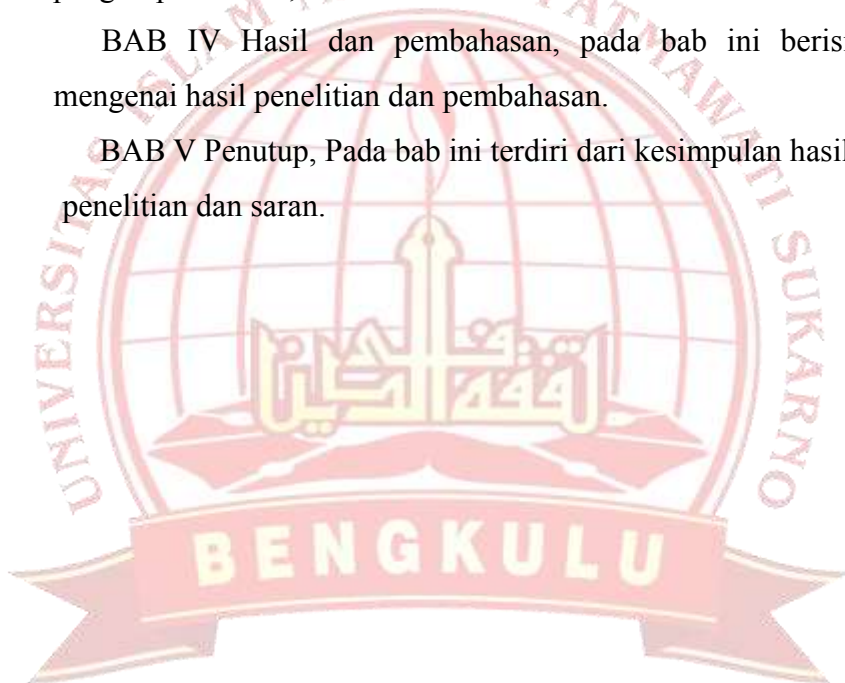 BAB IV Hasil dan pembahasan, pada bab ini berisi
mengenai hasil penelitian dan pembahasan.
BAB V Penutup, Pada bab ini terdiri dari kesimpulan hasil
penelitian dan saran.
UNIVERSITAS ISLAM FATMAWATI SUKARNO
BENGKULU